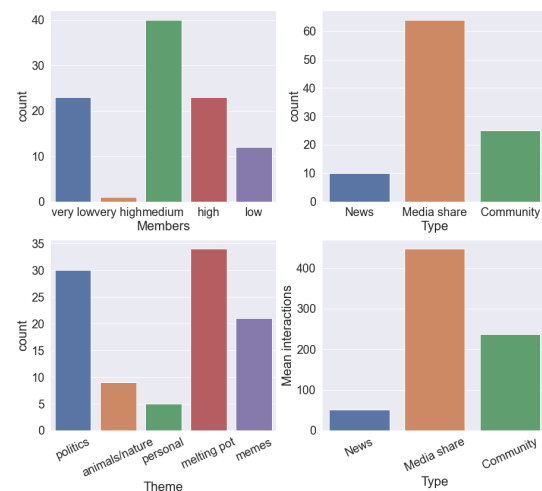 40
30
20
10
0
count
very low very high medium high low
Members
60
50
40
30
20
10
0
count
News Media share Community
Type
35
30
25
20
15
10
5
0
count
politics animals/nature personal melting pot memes
Theme
400
300
200
100
0
Mean interactions
News Media share Community
Type